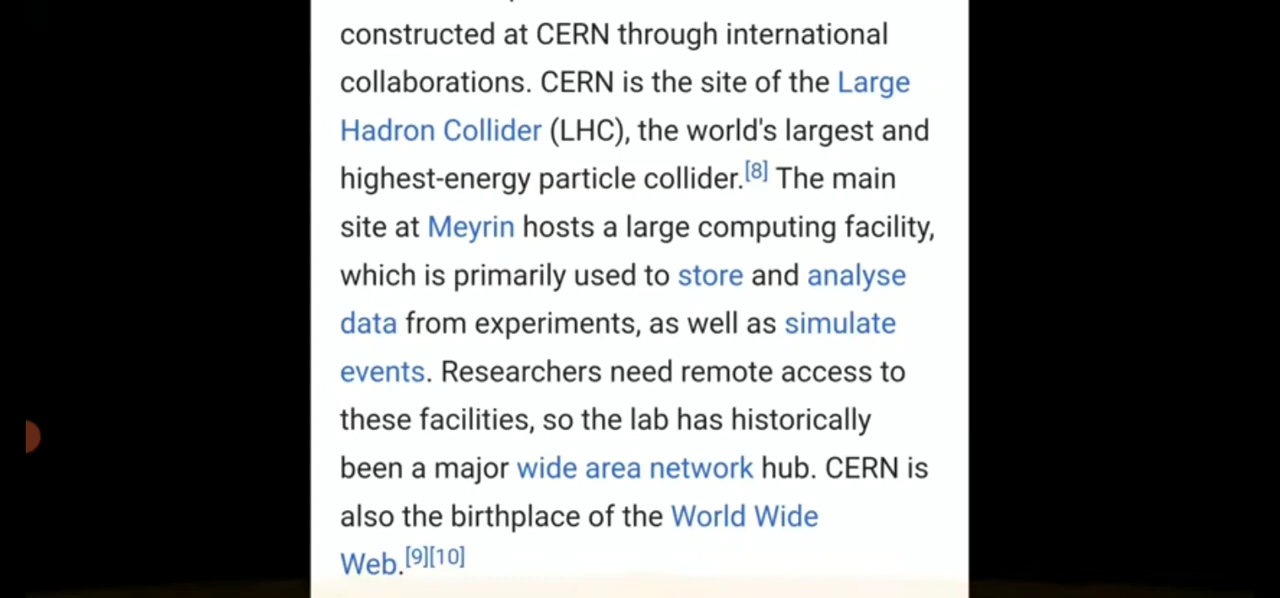 constructed at CERN through international
collaborations. CERN is the site of the Large
Hadron Collider (LHC), the world's largest and
highest-energy particle collider.[8] The main
site at Meyrin hosts a large computing facility,
which is primarily used to store and analyse
data from experiments, as well as simulate
events. Researchers need remote access to
these facilities, so the lab has historically
been a major wide area network hub. CERN is
also the birthplace of the World Wide
Web.[9][10]